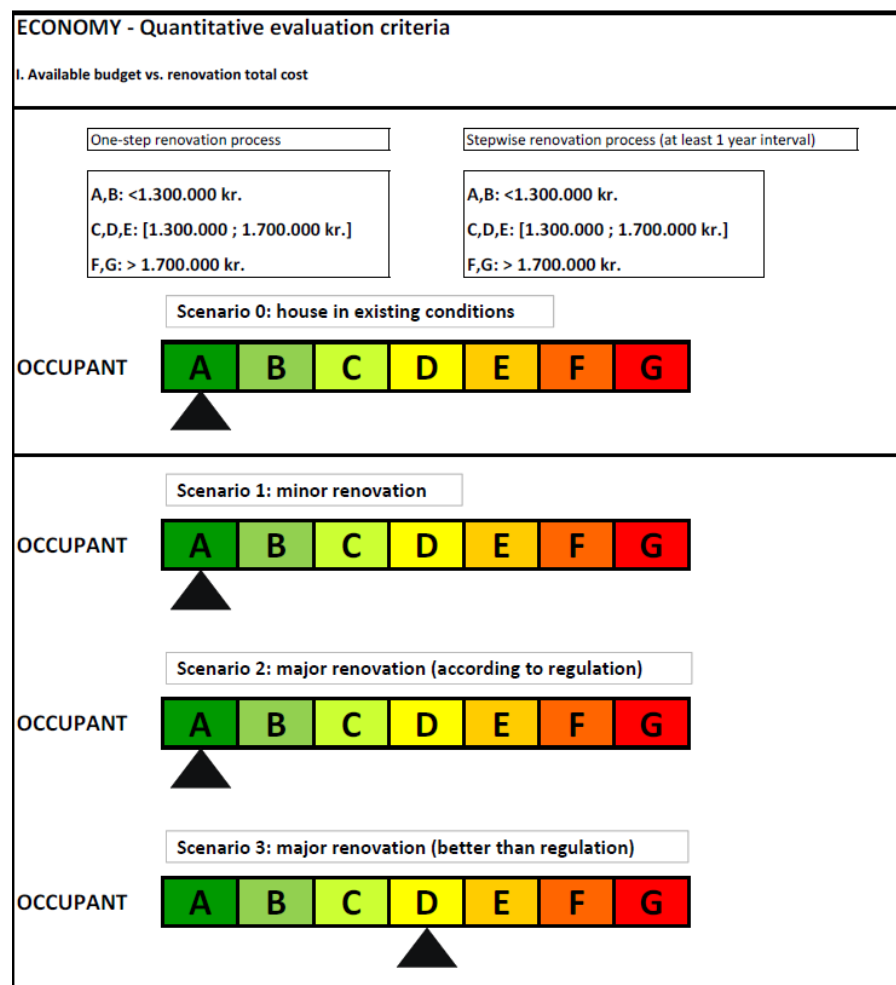 ECONOMY - Quantitative evaluation criteria
I. Available budget vs. renovation total cost
One-step renovation process
Stepwise renovation process (at least 1 year interval)
A,B: <1.300.000 kr.
C,D,E: [1.300.000 ; 1.700.000 kr.]
F,G: > 1.700.000 kr.
A,B: <1.300.000 kr.
C,D,E: [1.300.000 ; 1.700.000 kr.]
F,G: > 1.700.000 kr.
Scenario 0: house in existing conditions
OCCUPANT A B C D E F G
Scenario 1: minor renovation
OCCUPANT A B C D E F G
Scenario 2: major renovation (according to regulation)
OCCUPANT A B C D E F G
Scenario 3: major renovation (better than regulation)
OCCUPANT A B C D E F G